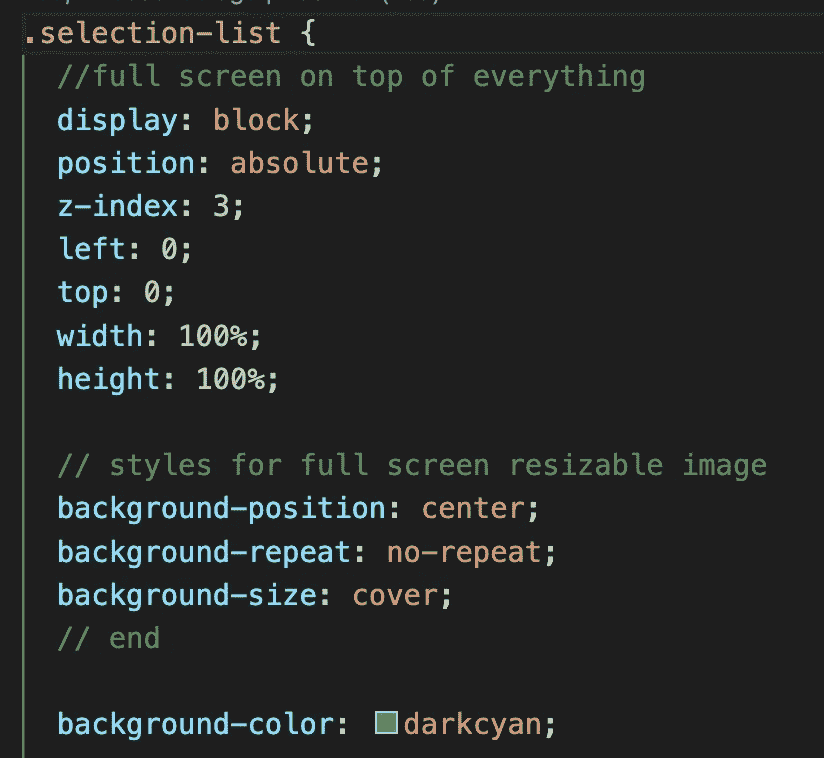 .selection-list {
//full screen on top of everything
display: block;
position: absolute;
z-index: 3;
left: 0;
top: 0;
width: 100%;
height: 100%;
// styles for full screen resizable image
background-position: center;
background-repeat: no-repeat;
background-size: cover;
// end
background-color: darkcyan;